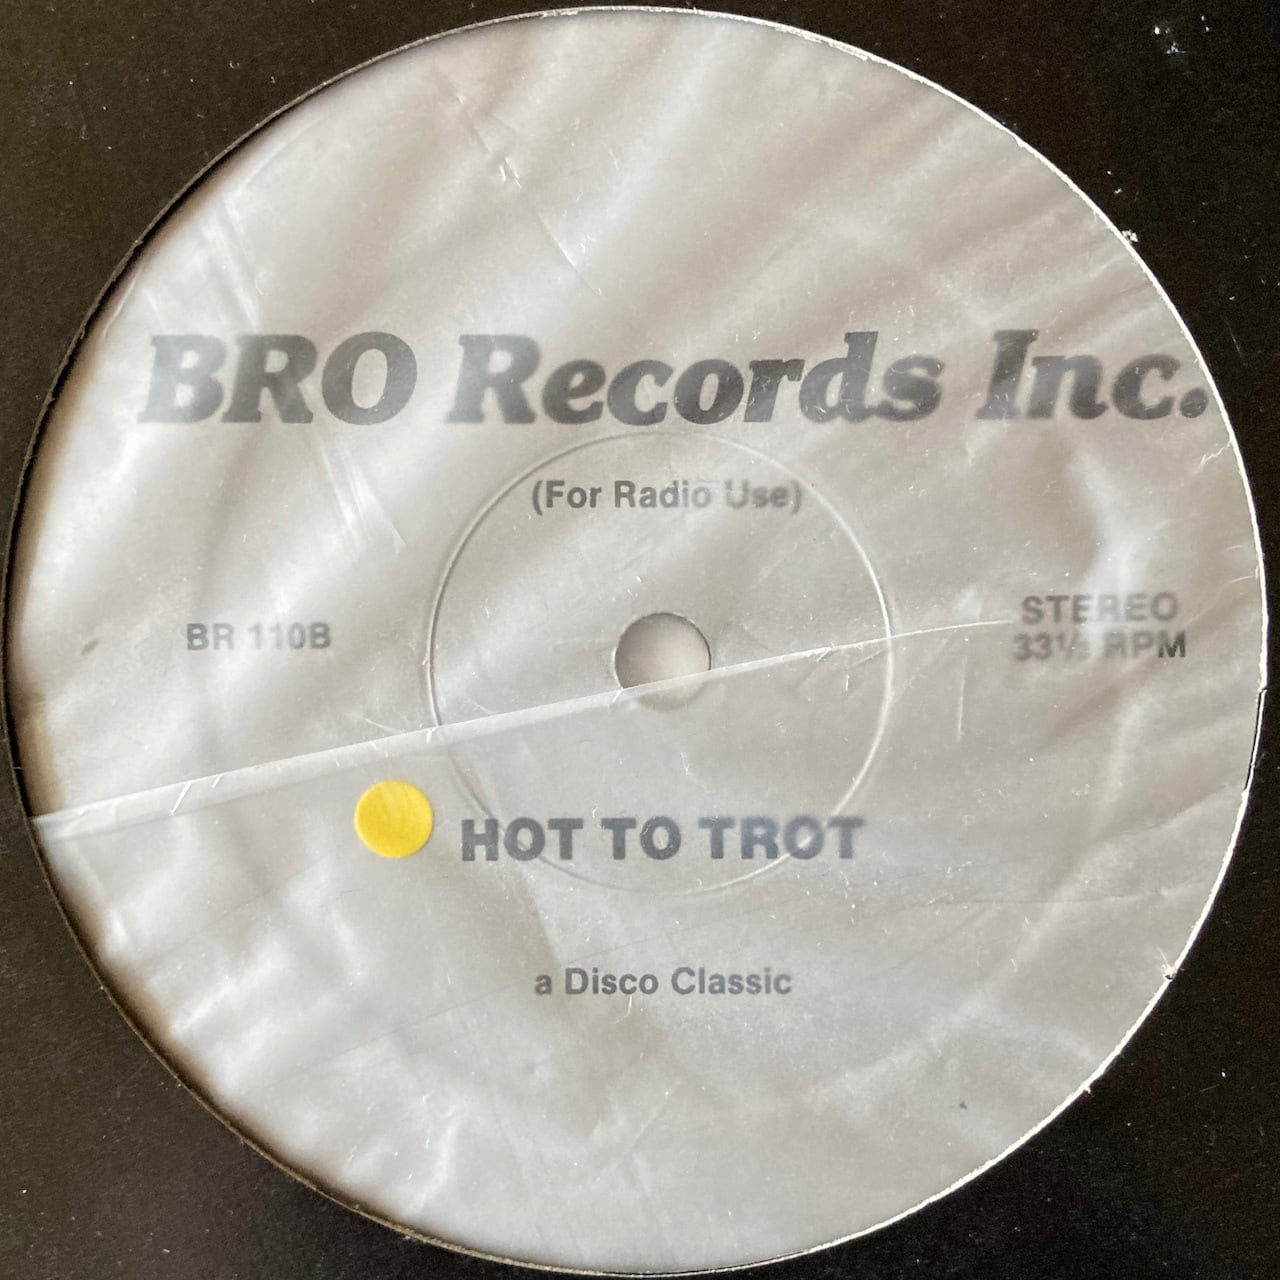 BRO Records Inc.
(For Radio Use)
BR 110B
STEREO
33⅓ RPM
HOT TO TROT
a Disco Classic